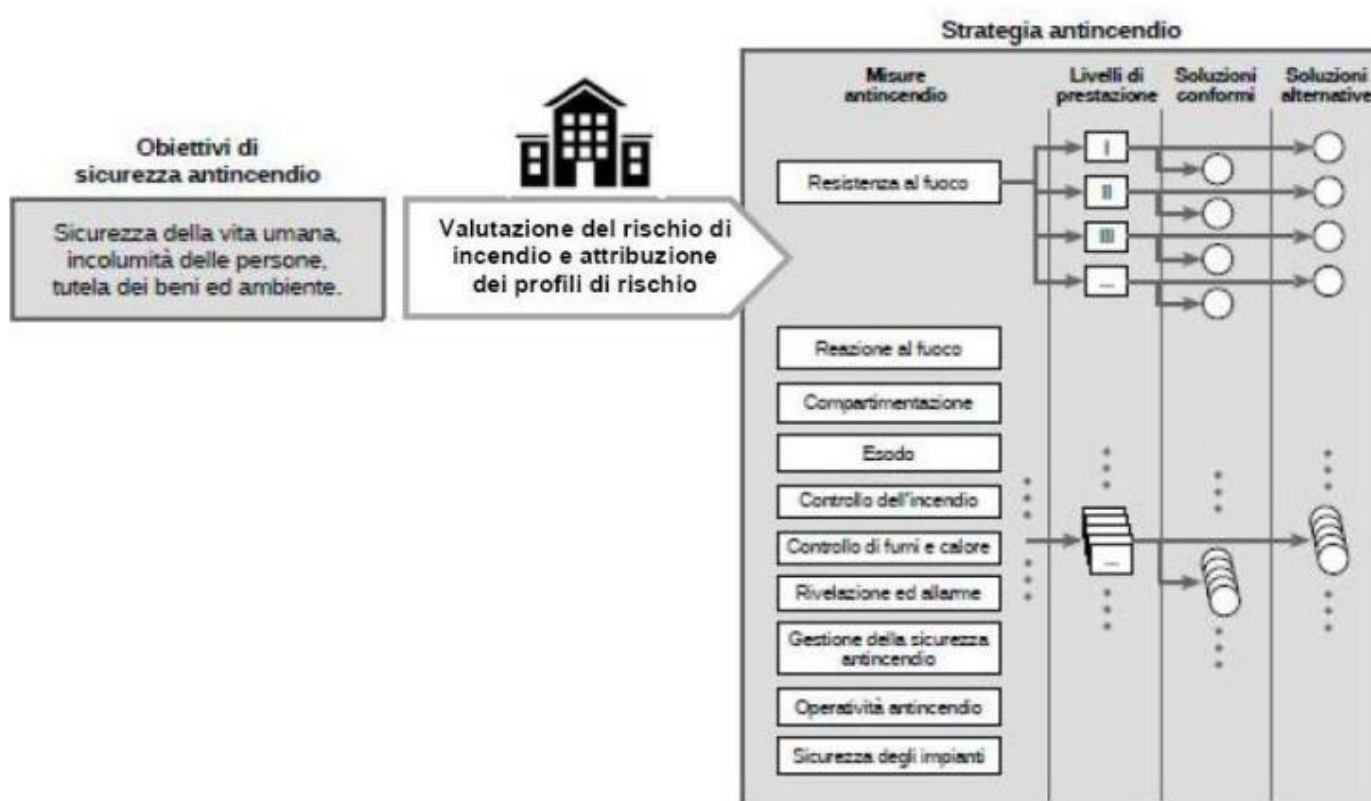 Strategia antincendio
Misure
antincendio
Livelli di
prestazione
Soluzioni
conformi
Soluzioni
alternative
Obiettivi di
sicurezza antincendio
Sicurezza della vita umana,
incolumità delle persone,
tutela dei beni ed ambiente.
Valutazione del rischio di
incendio e attribuzione
dei profili di rischio
Resistenza al fuoco
I
II
III
...
Reazione al fuoco
Compartimentazione
Esodo
Controllo dell'incendio
Controllo di fumi e calore
...
Rivelazione ed allarme
Gestione della sicurezza
antincendio
Operatività antincendio
Sicurezza degli impianti